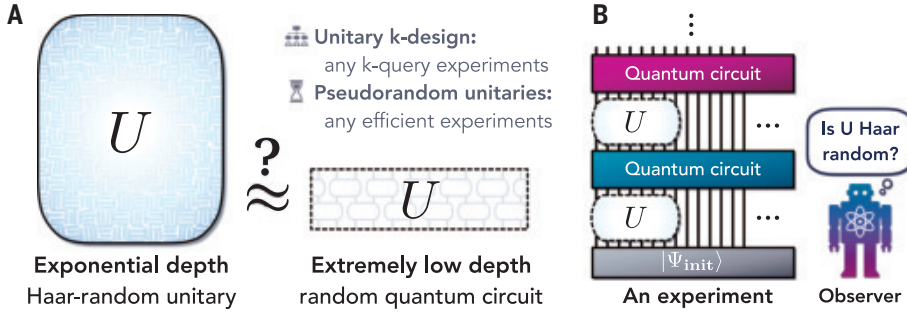 A
U
Exponential depth
Haar-random unitary
Unitary k-design:
any k-query experiments
Pseudorandom unitaries:
any efficient experiments
?
≈
U
Extremely low depth
random quantum circuit
B
⋮
Quantum circuit
U
...
Quantum circuit
U
...
|Ψinit⟩
An experiment
Is U Haar
random?
Observer